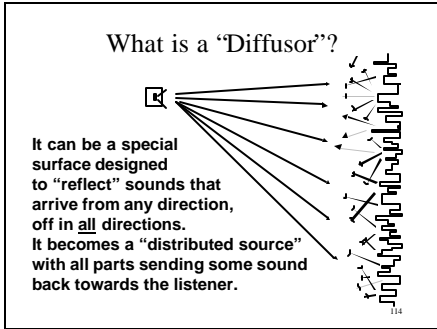 What is a “Diffusor”?
It can be a special
surface designed
to “reflect” sounds that
arrive from any direction,
off in all directions.
It becomes a “distributed source”
with all parts sending some sound
back towards the listener.
114